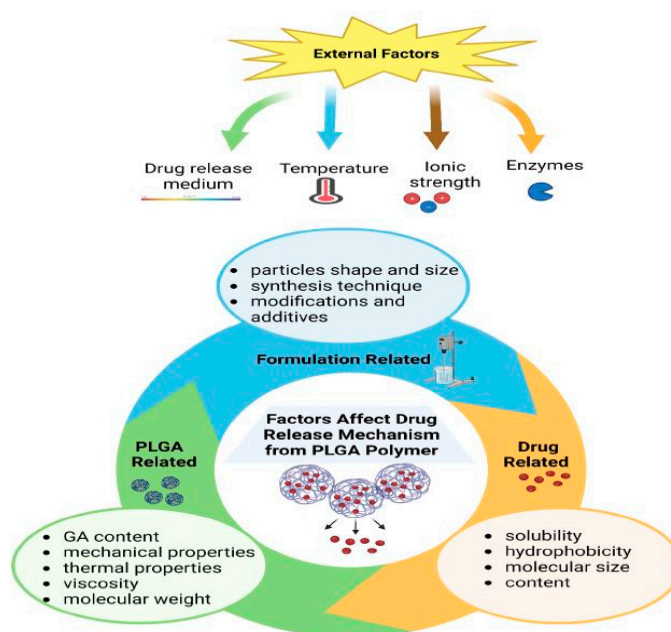 External Factors
Drug release
medium
Temperature
Ionic
strength
Enzymes
• particles shape and size
• synthesis technique
• modifications and
additives
Formulation Related
Factors Affect Drug
Release Mechanism
from PLGA Polymer
PLGA
Related
Drug
Related
• GA content
• mechanical properties
• thermal properties
• viscosity
• molecular weight
• solubility
• hydrophobicity
• molecular size
• content